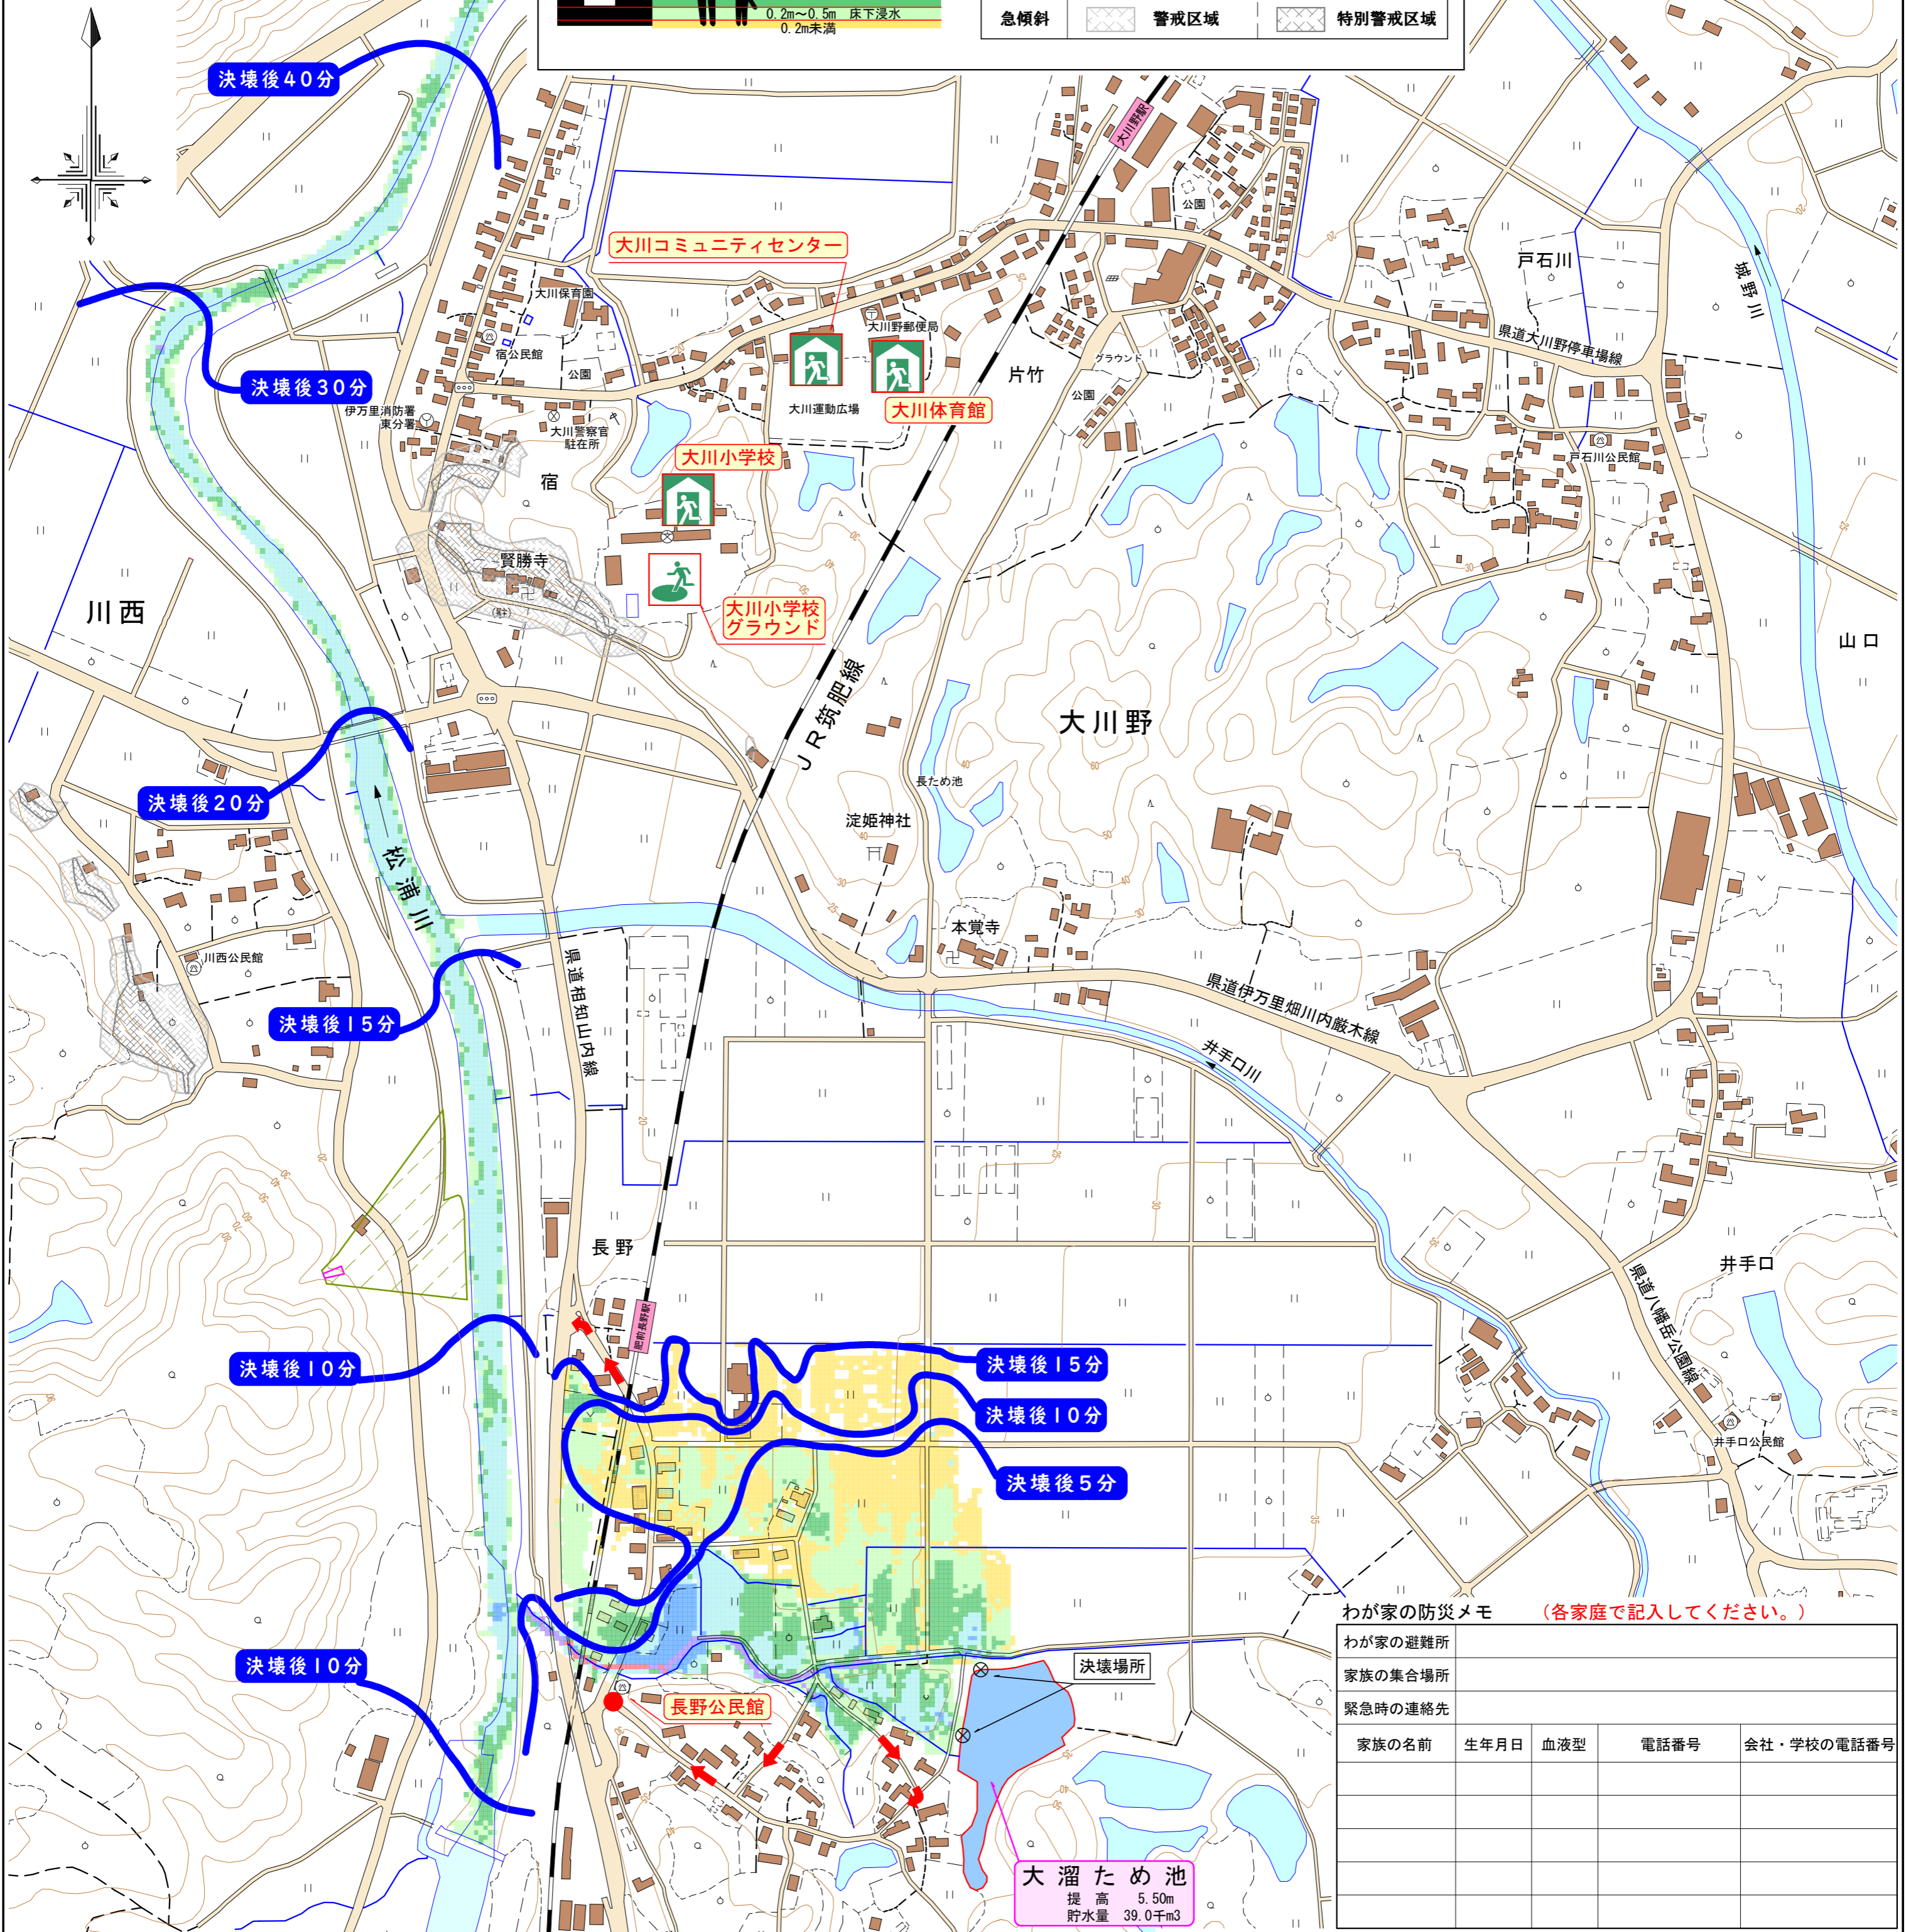 0.2m～0.5m 床下浸水
0.2m未満
急傾斜 警戒区域 特別警戒区域
決壊後40分
大川野駅
公園
大川コミュニティセンター
戸石川
城野川
大川保育園
大川野郵便局
県道大川野停車場線
宿公民館
グラウンド
公園
片竹
決壊後30分
公園
大川運動広場
大川体育館
伊万里消防署
東分署
大川警察官
駐在所
大川小学校
戸石川公民館
宿
賢勝寺
川西
大川小学校
グラウンド
山口
JR筑肥線
大川野
長ため池
決壊後20分
淀姫神社
松浦川
本覚寺
川西公民館
県道相知山内線
県道伊万里畑川内厳木線
決壊後15分
井手口川
長野
井手口
県道八幡岳公園線
肥前長野駅
決壊後10分
決壊後15分
決壊後10分
井手口公民館
決壊後5分
わが家の防災メモ （各家庭で記入してください。）
わが家の避難所
家族の集合場所
緊急時の連絡先
家族の名前 生年月日 血液型 電話番号 会社・学校の電話番号
決壊後10分
決壊場所
長野公民館
大溜ため池
提高 5.50m
貯水量 39.0千m3